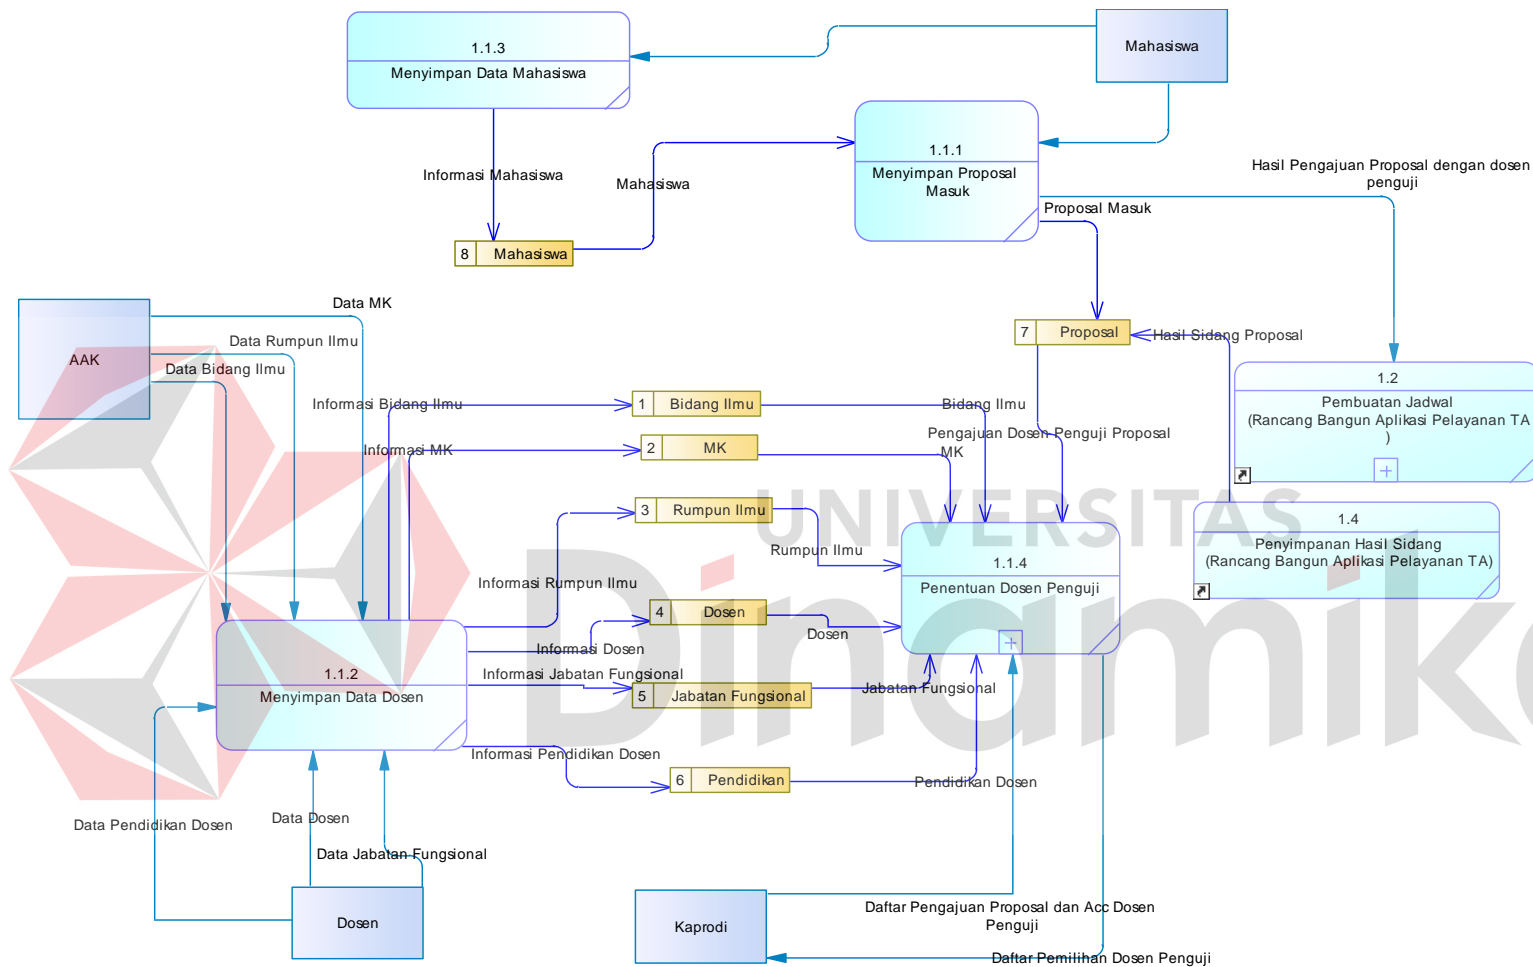 1.1.3
Menyimpan Data Mahasiswa
Mahasiswa
1.1.1
Menyimpan Proposal
Masuk
Informasi Mahasiswa
Mahasiswa
Hasil Pengajuan Proposal dengan dosen
penguji
Proposal Masuk
8 Mahasiswa
AAK
Data MK
Data Rumpun Ilmu
Data Bidang Ilmu
7 Proposal
Hasil Sidang Proposal
1.2
Pembuatan Jadwal
(Rancang Bangun Aplikasi Pelayanan TA
)
Informasi Bidang Ilmu
1 Bidang Ilmu
Bidang Ilmu
Pengajuan Dosen Penguji Proposal
Informasi MK
2 MK
MK
3 Rumpun Ilmu
Rumpun Ilmu
UNIVERSITAS
Dinamika
1.4
Penyimpanan Hasil Sidang
(Rancang Bangun Aplikasi Pelayanan TA)
1.1.4
Penentuan Dosen Penguji
Informasi Rumpun Ilmu
4 Dosen
Dosen
Informasi Dosen
1.1.2
Menyimpan Data Dosen
Informasi Jabatan Fungsional
5 Jabatan Fungsional
Jabatan Fungsional
Informasi Pendidikan Dosen
6 Pendidikan
Pendidikan Dosen
Data Pendidikan Dosen
Data Dosen
Data Jabatan Fungsional
Dosen
Kaprodi
Daftar Pengajuan Proposal dan Acc Dosen
Penguji
Daftar Pemilihan Dosen Penguji